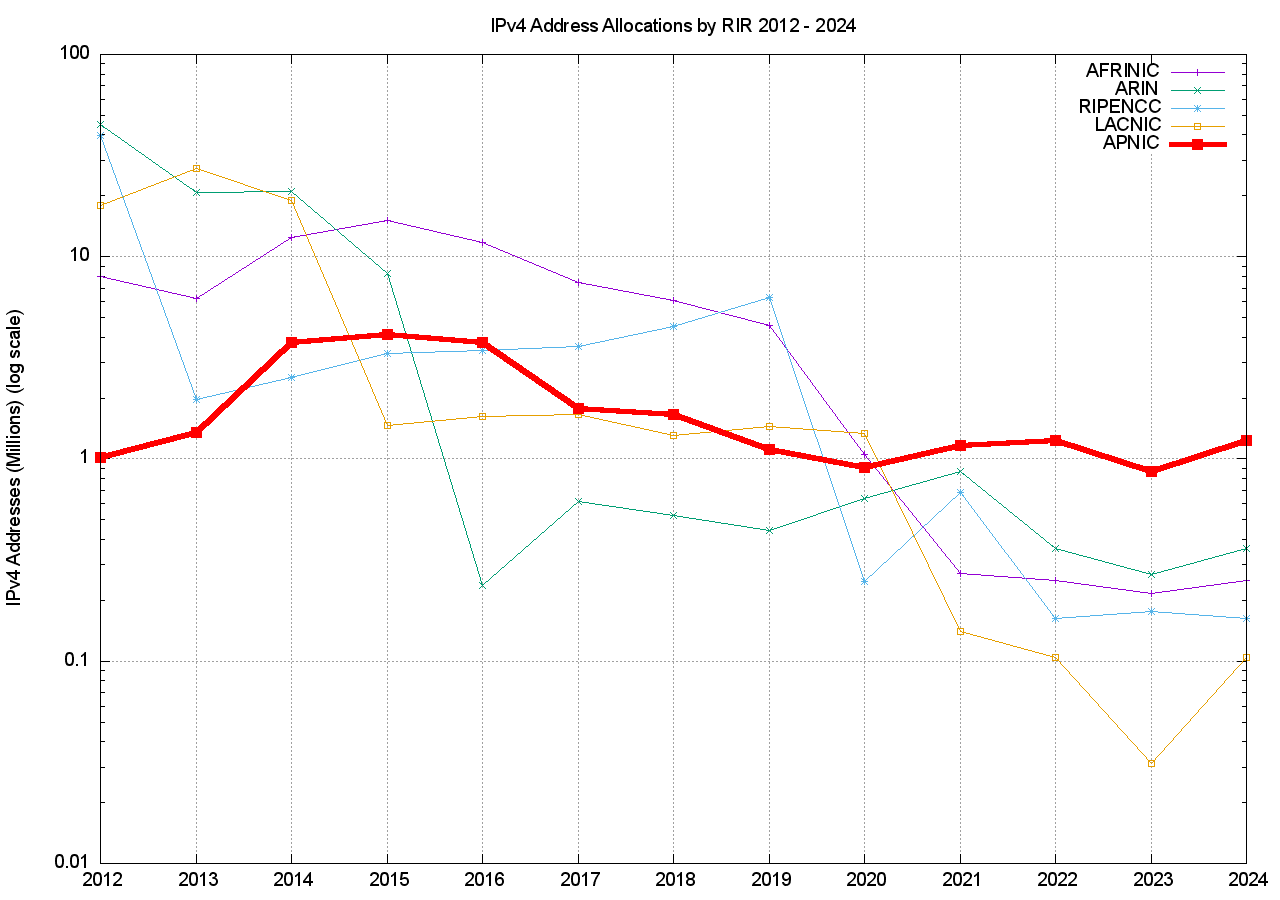 IPv4 Address Allocations by RIR 2012 - 2024
100
10
1
0.1
0.01
IPv4 Addresses (Millions) (log scale)
AFRINIC
ARIN
RIPENCC
LACNIC
APNIC
2012 2013 2014 2015 2016 2017 2018 2019 2020 2021 2022 2023 2024